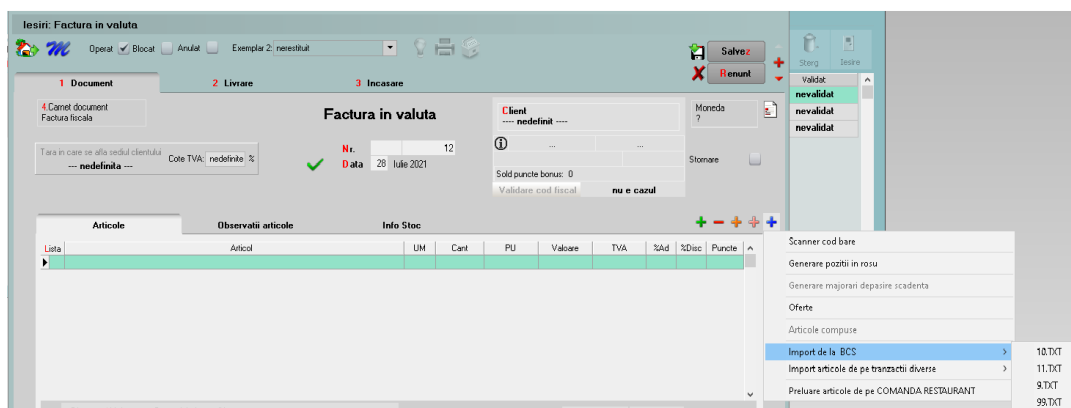 Iesiri: Factura in valuta
m Operat Blocat Anulat Exemplar 2: nerestituit
Salvez
Renunt
Sterg Iesire
Validat
nevalidat
nevalidat
nevalidat
1 Document 2 Livrare 3 Incasare
4.Carnet document
Factura fiscala
Factura in valuta
Client
---- nedefinit ----
Moneda
?
Tara in care se afla sediul clientului
--- nedefinita ---
Cote TVA: nedefinite %
Nr. 12
Data 28 Iulie 2021
... ...
Stornare
Sold puncte bonus: 0
Validare cod fiscal nu e cazul
Articole Observatii articole Info Stoc
Lista Articol UM Cant PU Valoare TVA %Ad %Disc Puncte
Scanner cod bare
Generare pozitii in rosu
Generare majorari depasire scadenta
Oferte
Articole compuse
Import de la BCS >
Import articole de pe tranzactii diverse >
Preluare articole de pe COMANDA RESTAURANT
10.TXT
11.TXT
9.TXT
99.TXT